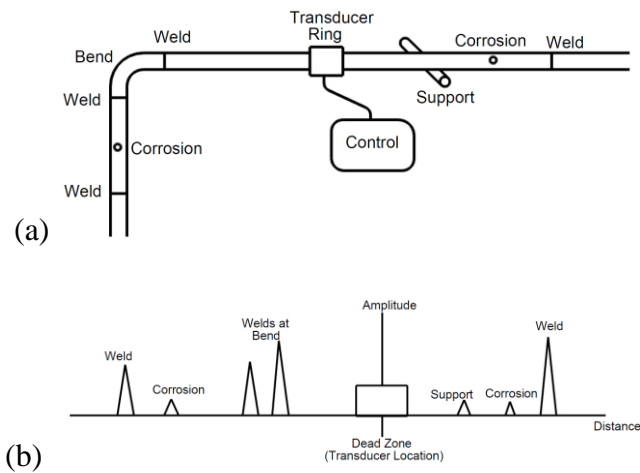 Transducer
Ring
Weld
Corrosion
Weld
Bend
Support
Weld
Control
Corrosion
Weld
(a)
Amplitude
Welds at
Bend
Weld
Weld
Corrosion
Support
Corrosion
Distance
Dead Zone
(Transducer Location)
(b)